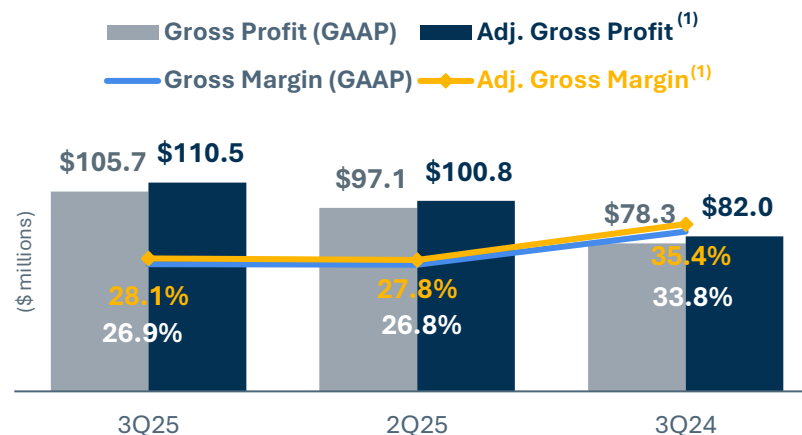 Gross Profit (GAAP) Adj. Gross Profit (1)
Gross Margin (GAAP) Adj. Gross Margin(1)
$105.7 $110.5 $97.1 $100.8 $78.3 $82.0
28.1% 27.8% 35.4%
26.9% 26.8% 33.8%
($ millions)
3Q25 2Q25 3Q24